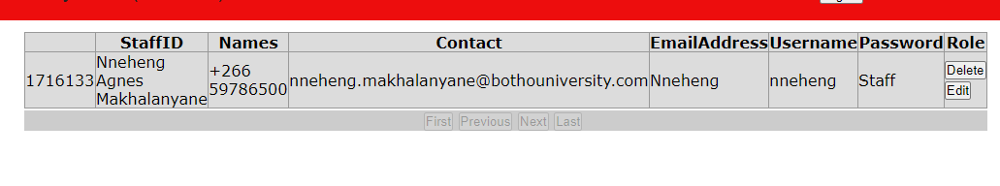 StaffID Names Contact EmailAddress Username Password Role
1716133 Nneheng Agnes Makhalanyane +266 59786500 nneheng.makhalanyane@bothouniversity.com Nneheng nneheng Staff Delete Edit
First Previous Next Last